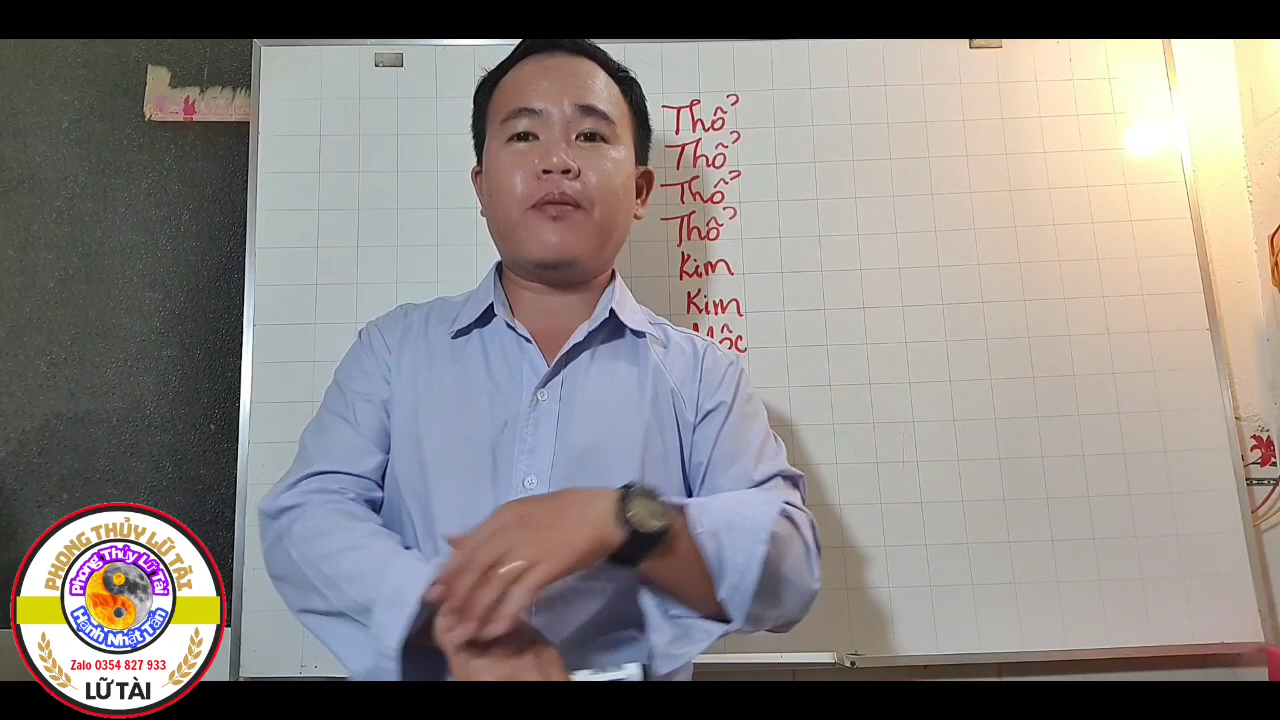 Thổ
Thổ
Thổ
Thổ
Kim
Kim
Mộc
PHONG THỦY LỮ TÀI
Phong Thủy Lữ Tài
Hạnh Nhật Tấn
Zalo 0354 827 933
LỮ TÀI